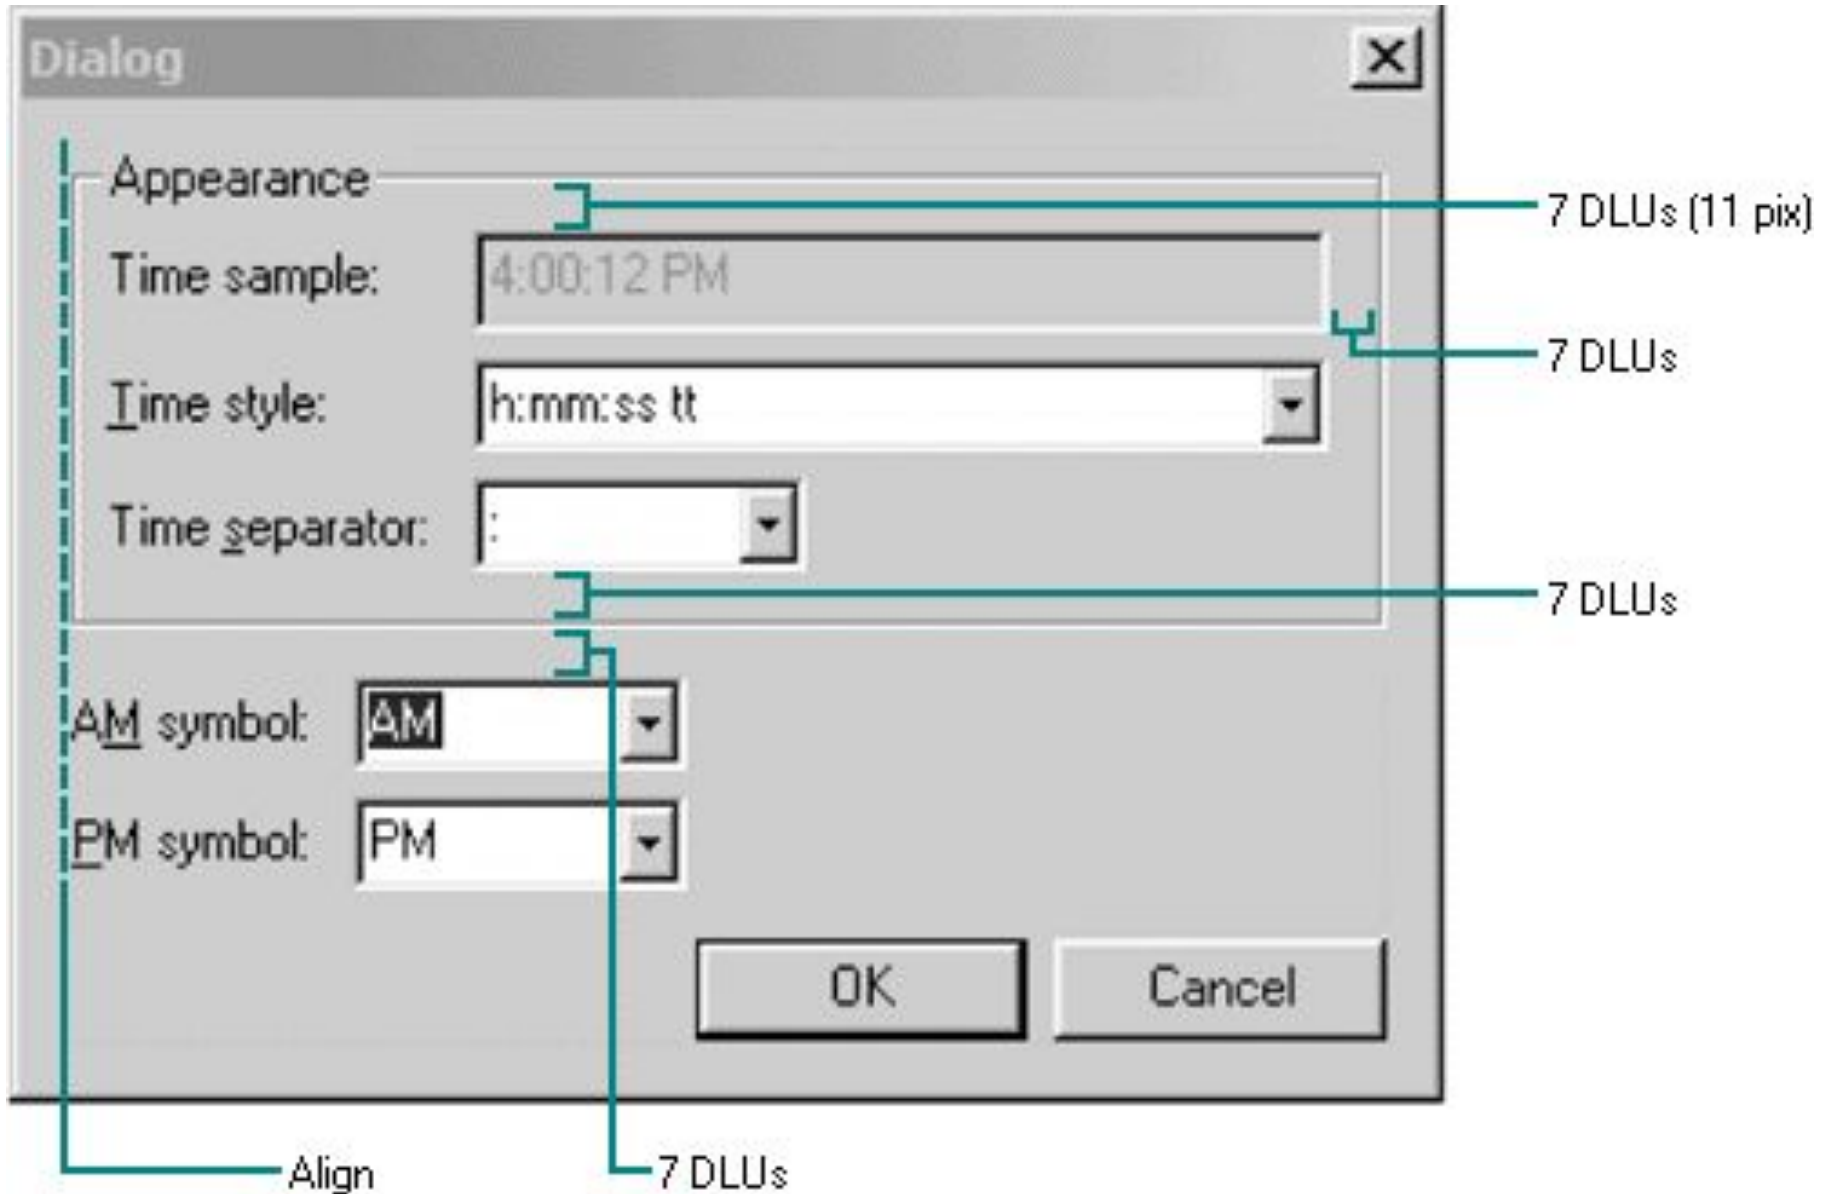 Dialog
Appearance
7 DLUs (11 pix)
Time sample: 4:00:12 PM
7 DLUs
Time style: h:mm:ss tt
Time separator: :
7 DLUs
AM symbol: AM
PM symbol: PM
OK Cancel
Align 7 DLUs